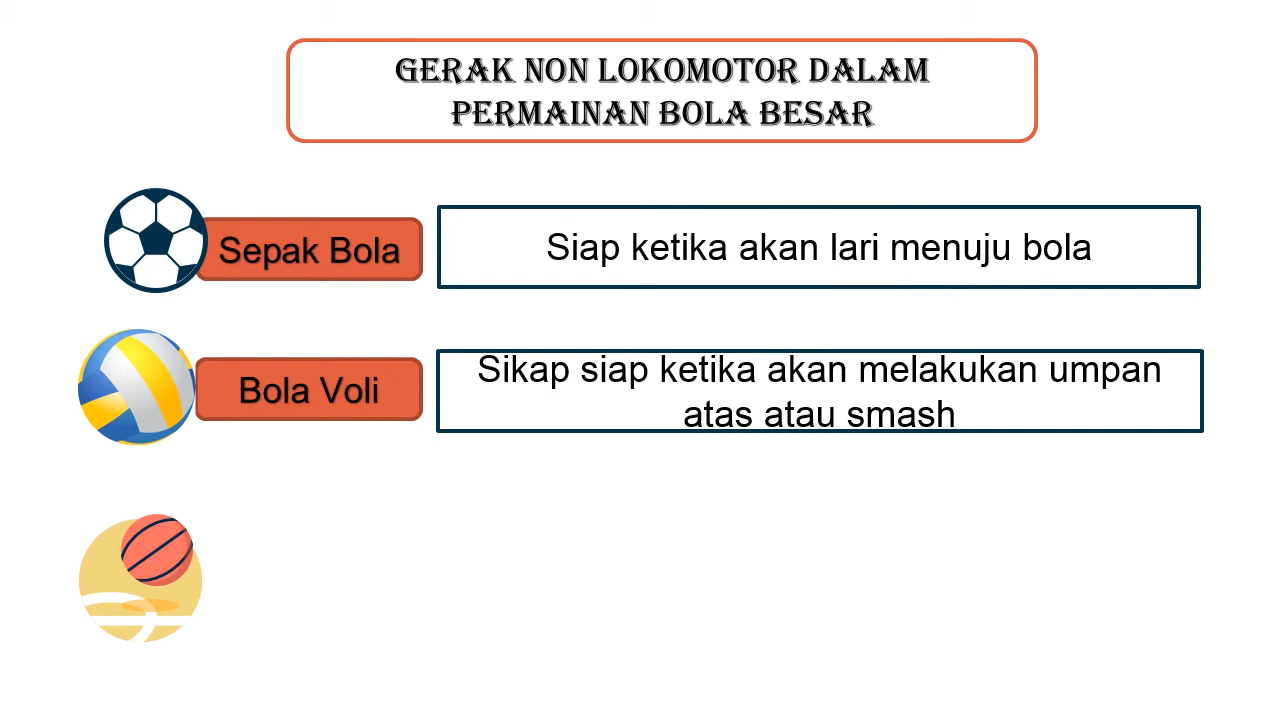 GERAK NON LOKOMOTOR DALAM
PERMAINAN BOLA BESAR
Sepak Bola
Siap ketika akan lari menuju bola
Bola Voli
Sikap siap ketika akan melakukan umpan
atas atau smash